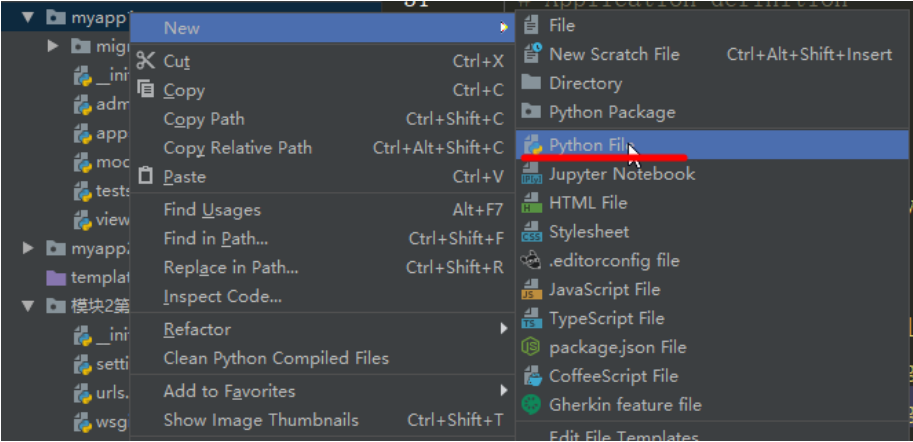 31 # Application definition
myapp1
New
File
migr
New Scratch File Ctrl+Alt+Shift+Insert
__ini
Cut Ctrl+X
Directory
adm
Copy Ctrl+C
Python Package
app
Copy Path Ctrl+Shift+C
Python File
mod
Copy Relative Path Ctrl+Alt+Shift+C
Jupyter Notebook
tests
Paste Ctrl+V
HTML File
view
Find Usages Alt+F7
Stylesheet
myapp2
Find in Path... Ctrl+Shift+F
.editorconfig file
templat
Replace in Path... Ctrl+Shift+R
JavaScript File
模块2第
Inspect Code...
TypeScript File
__ini
Refactor
package.json File
setti
Clean Python Compiled Files
CoffeeScript File
urls.
Add to Favorites
Gherkin feature file
wsg
Show Image Thumbnails Ctrl+Shift+T
Edit File Templates